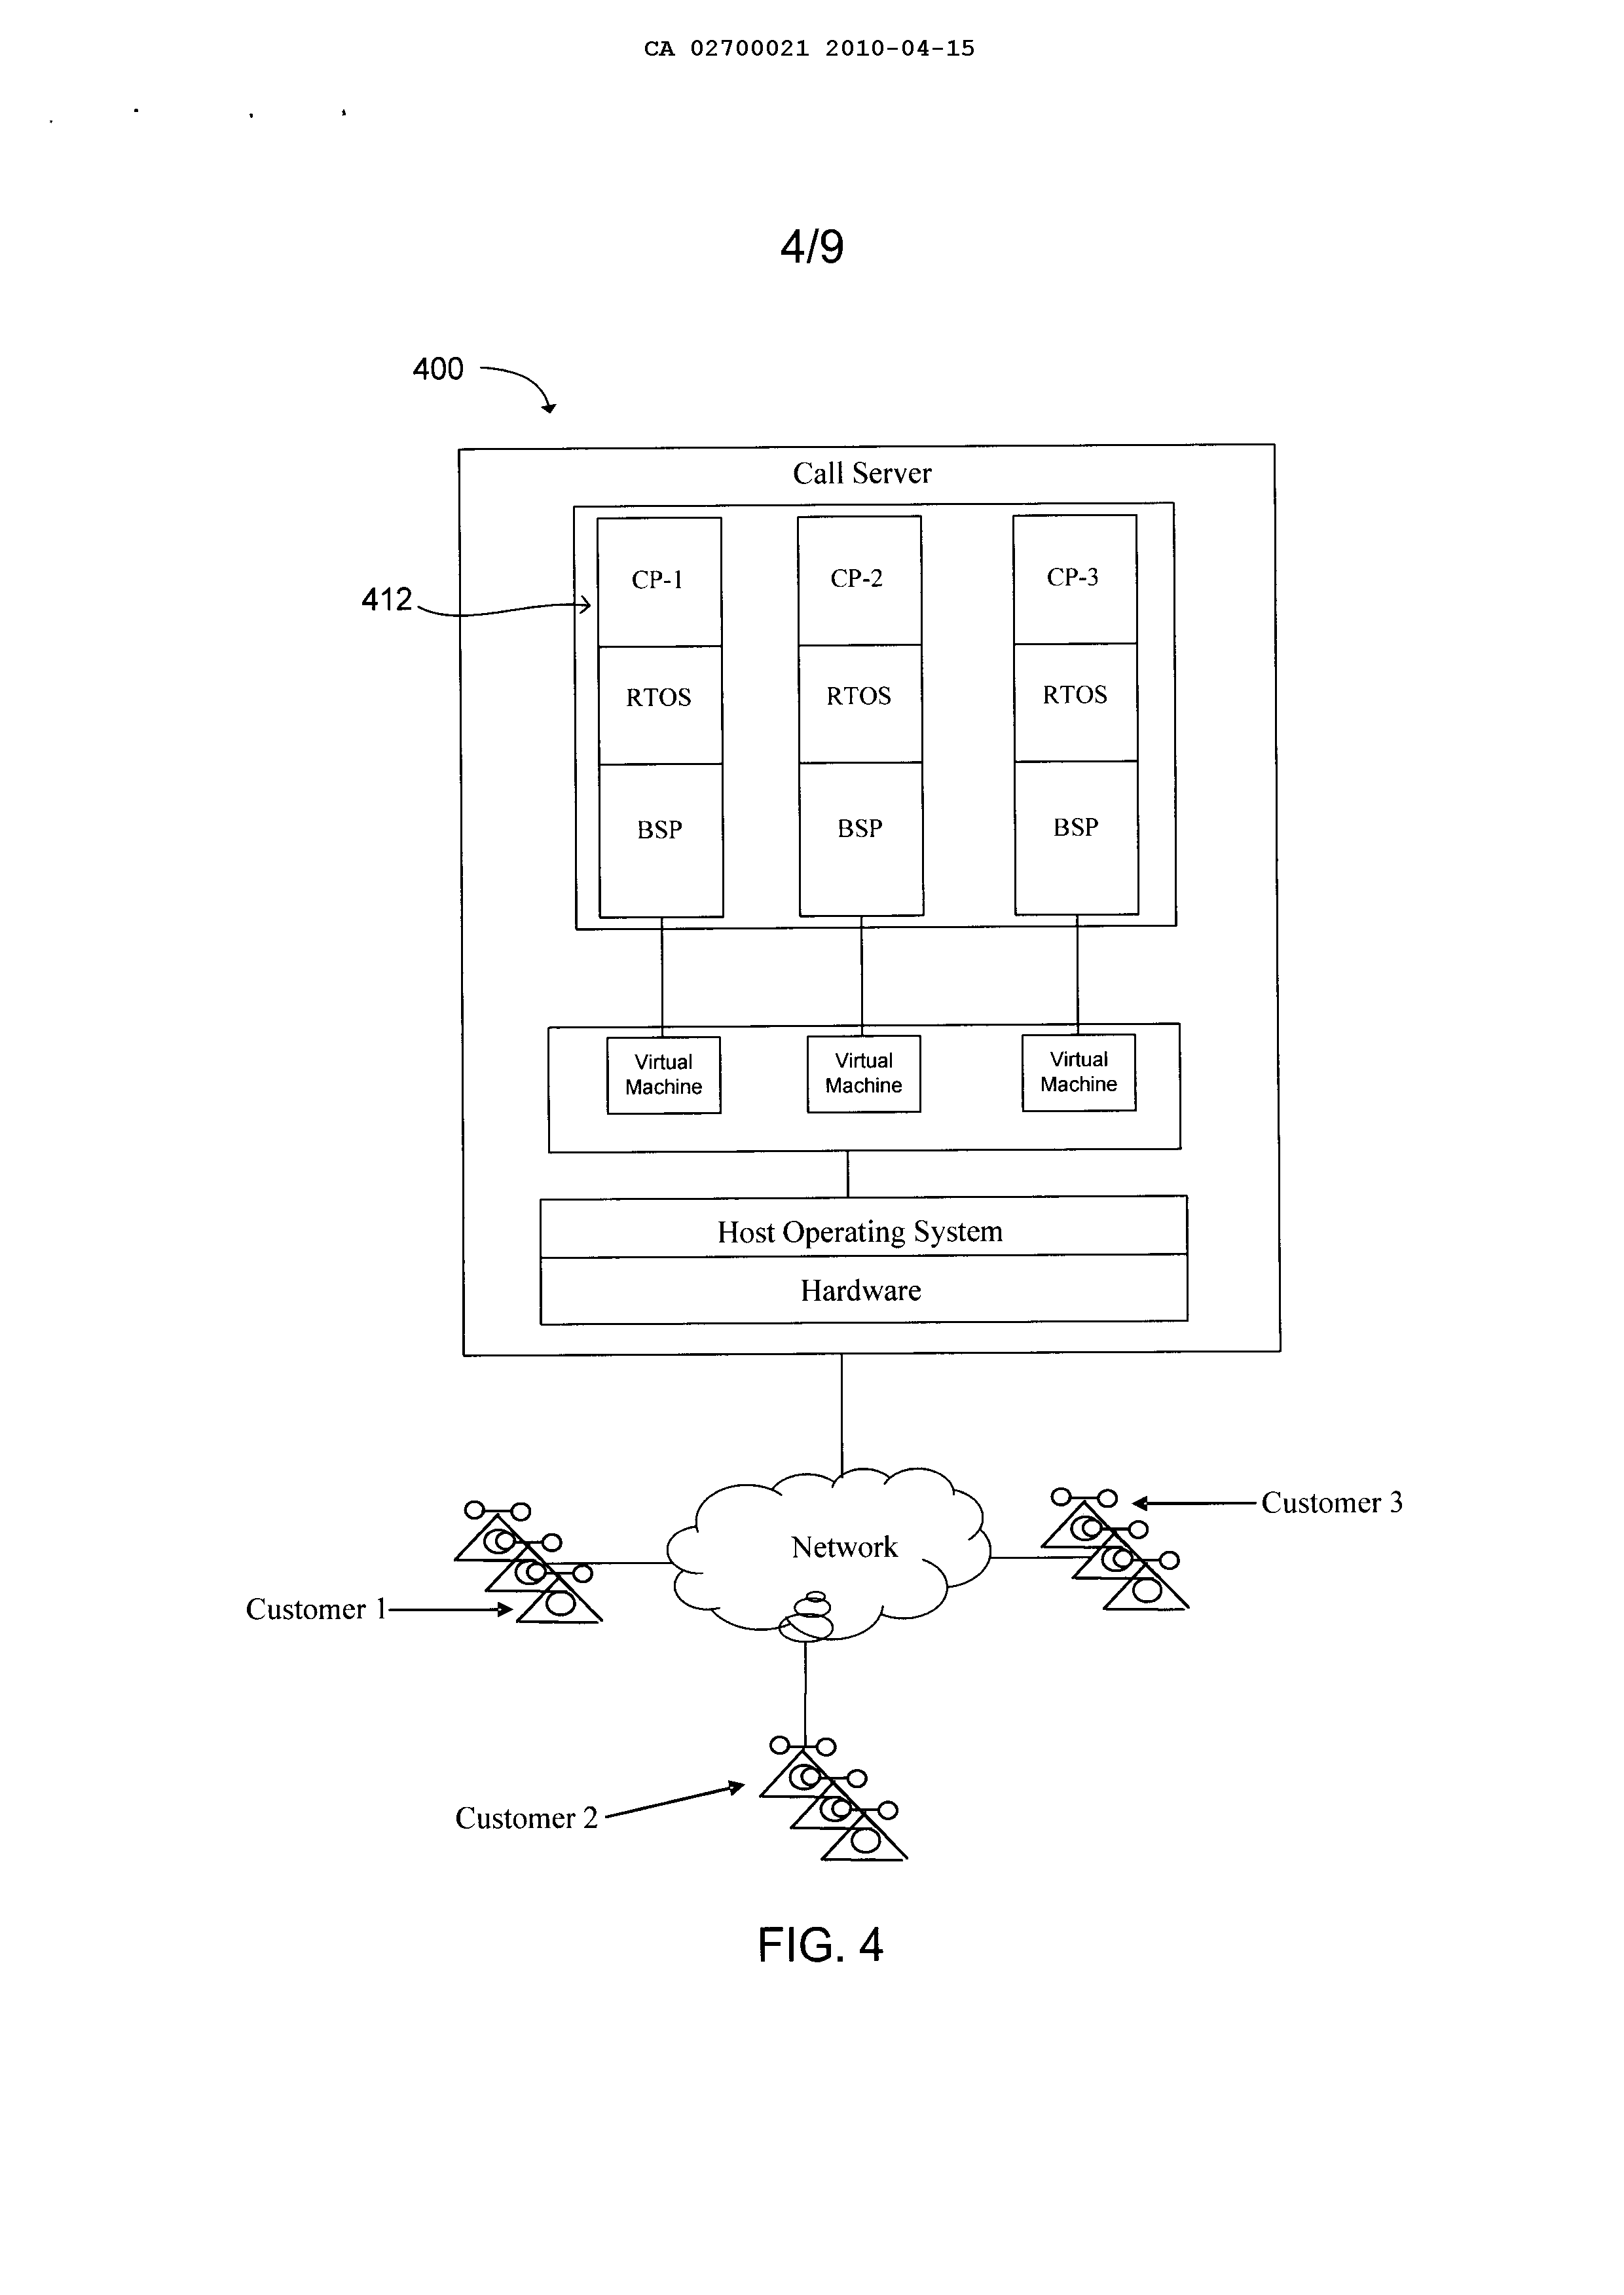 CA 02700021 2010-04-15
4/9
400
Call Server
412
CP-1
CP-2
CP-3
RTOS
RTOS
RTOS
BSP
BSP
BSP
Virtual
Machine
Virtual
Machine
Virtual
Machine
Host Operating System
Hardware
Network
Customer 3
Customer 1
Customer 2
FIG. 4